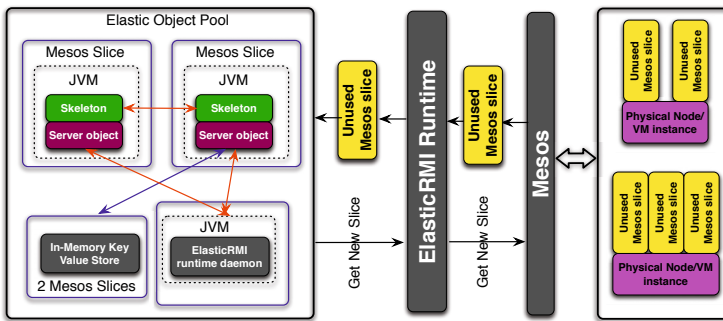 Elastic Object Pool
Mesos Slice
JVM
Skeleton
Server object
Mesos Slice
JVM
Skeleton
Server object
In-Memory Key
Value Store
2 Mesos Slices
JVM
ElasticRMI
runtime daemon
Unused
Mesos slice
Get New Slice
ElasticRMI Runtime
Unused
Mesos slice
Get New Slice
Mesos
Unused
Mesos slice
Unused
Mesos slice
Physical Node/
VM instance
Unused
Mesos slice
Unused
Mesos slice
Unused
Mesos slice
Physical Node/VM
instance